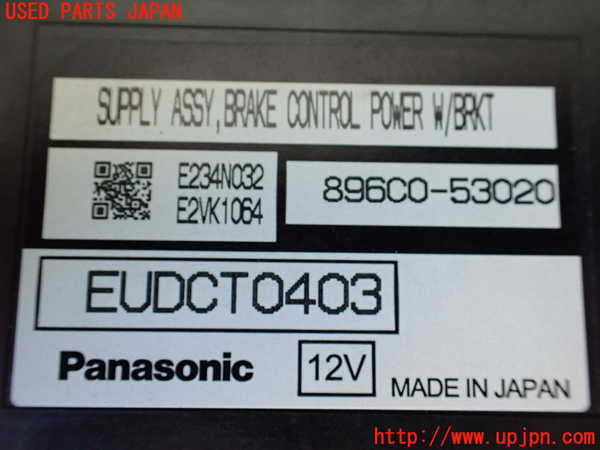 USED PARTS JAPAN
SUPPLY ASSY,BRAKE CONTROL POWER W/BRKT
E234N032
E2VK1064
896C0-53020
EUDCT0403
Panasonic
12V
MADE IN JAPAN
http://www.upjpn.com